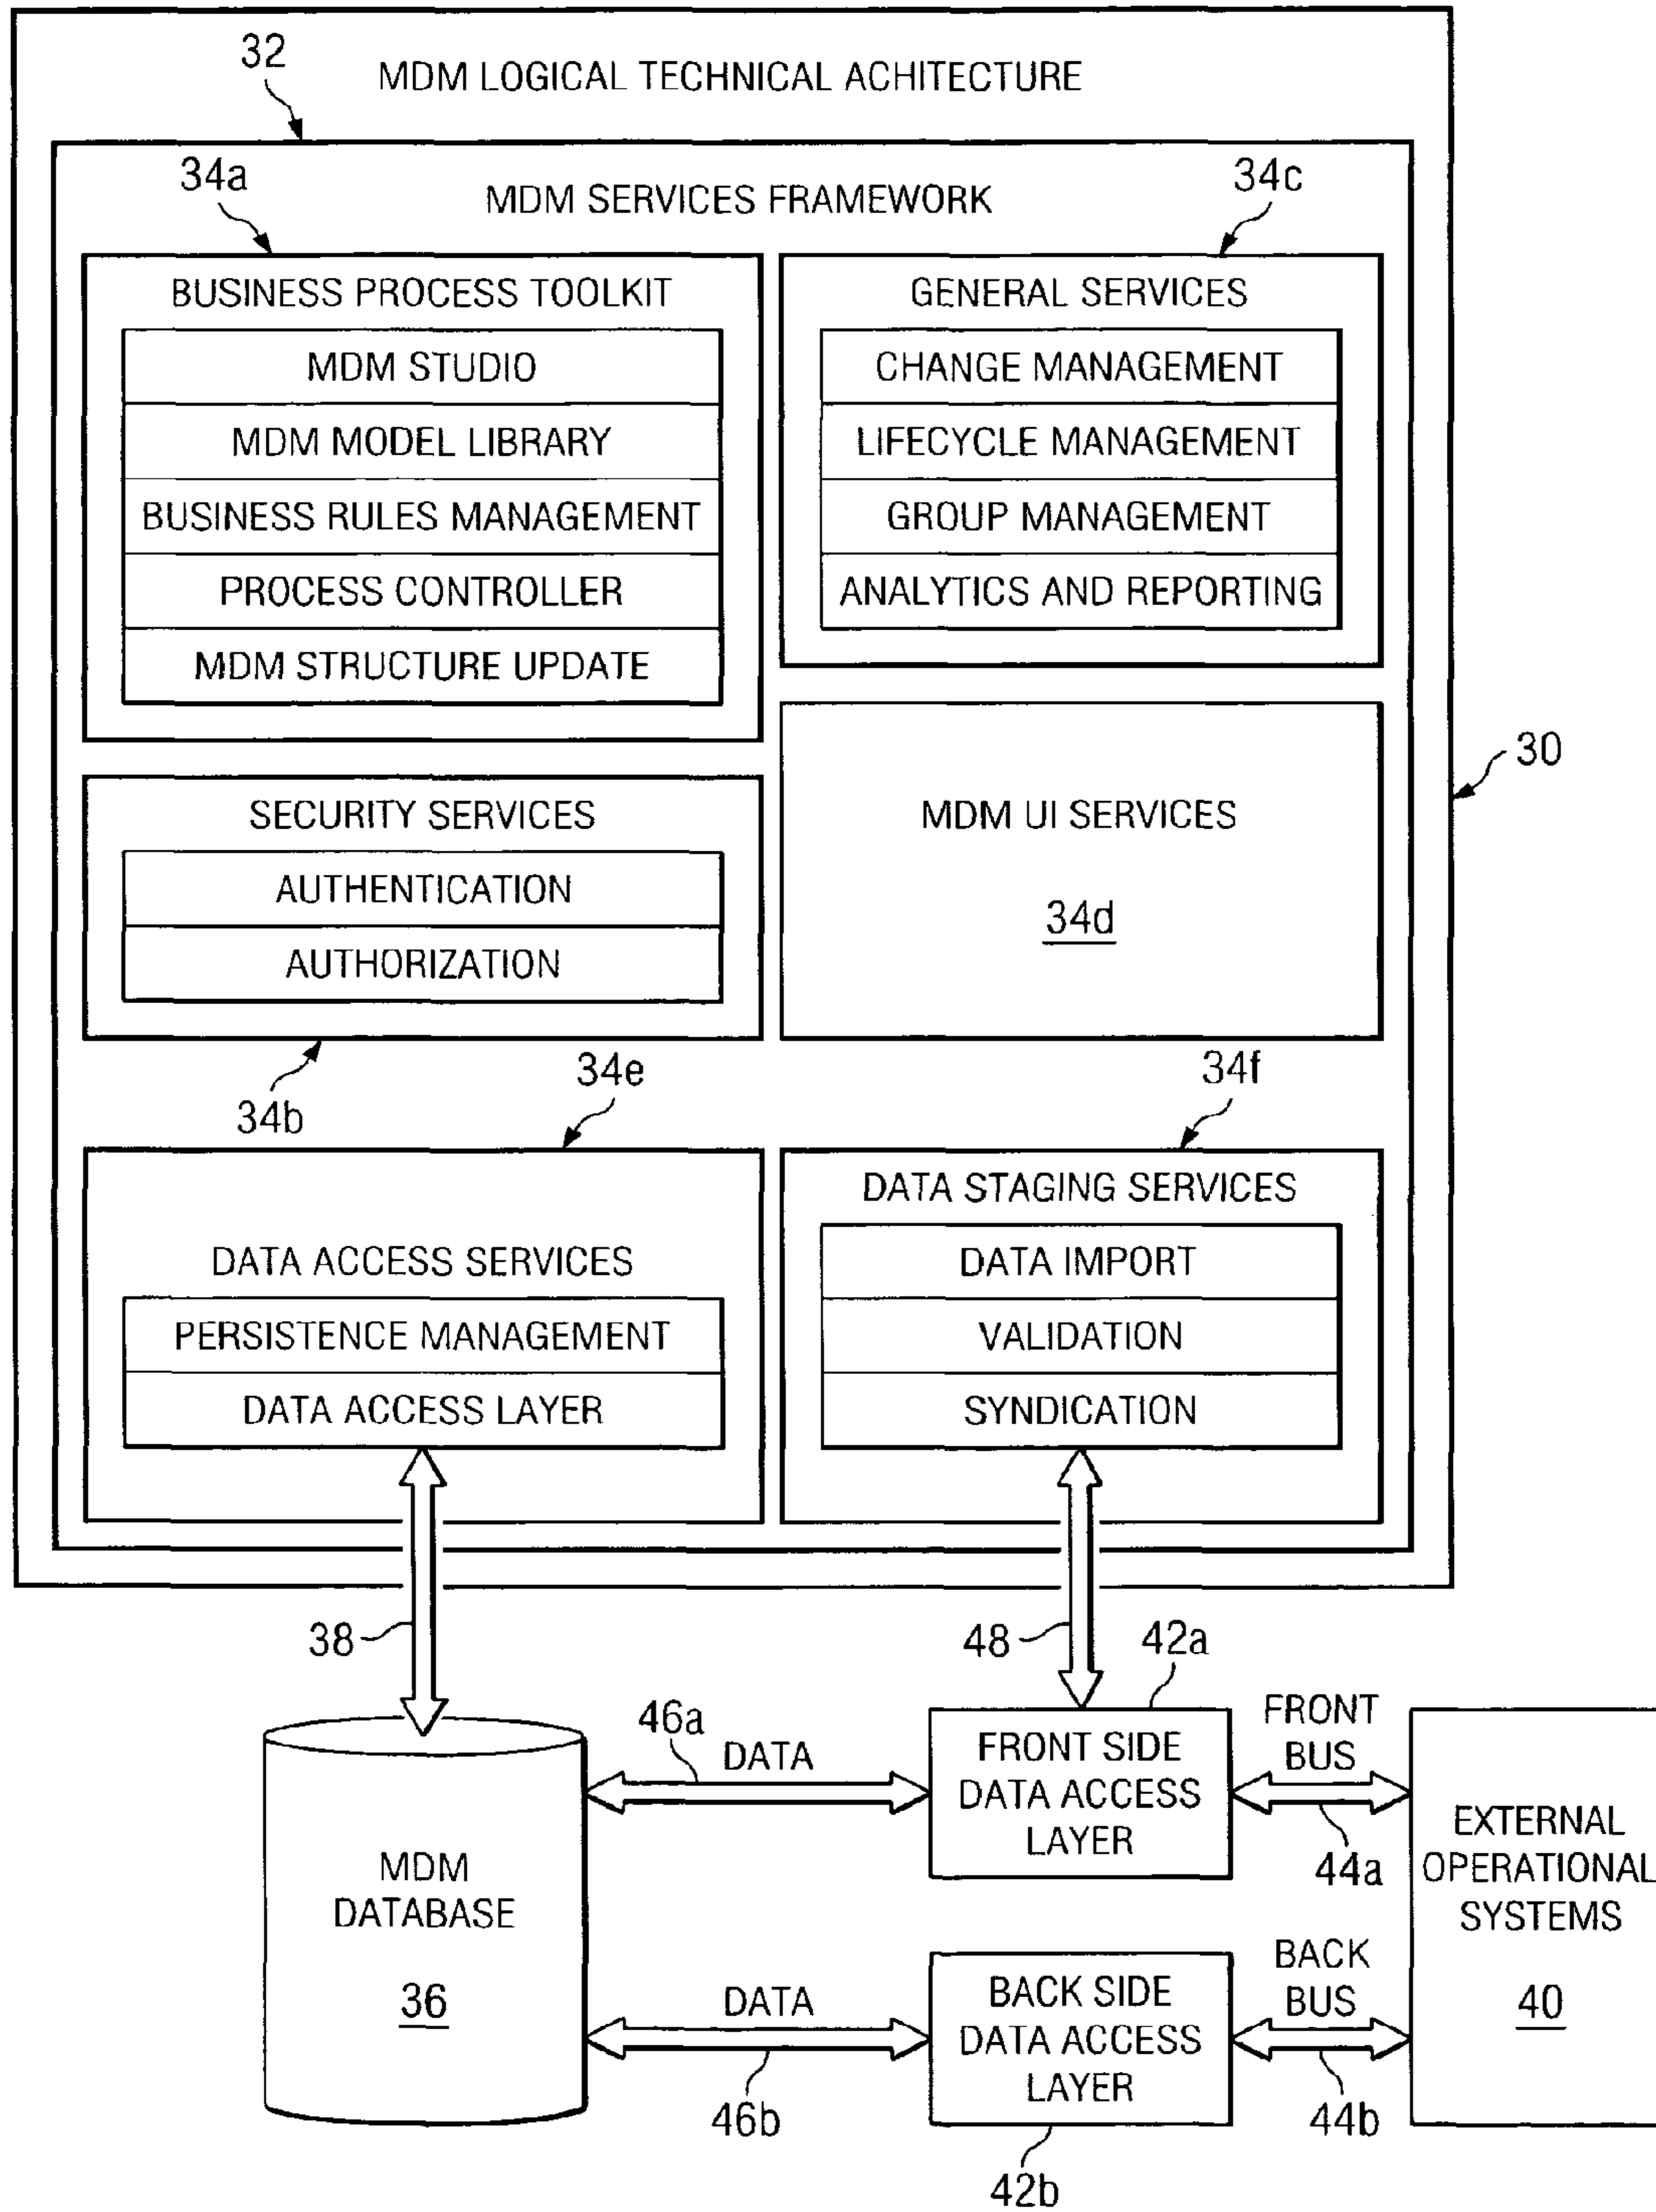 MDM LOGICAL TECHNICAL ACHITECTURE
32
MDM SERVICES FRAMEWORK
34a
34c
BUSINESS PROCESS TOOLKIT
MDM STUDIO
MDM MODEL LIBRARY
BUSINESS RULES MANAGEMENT
PROCESS CONTROLLER
MDM STRUCTURE UPDATE
GENERAL SERVICES
CHANGE MANAGEMENT
LIFECYCLE MANAGEMENT
GROUP MANAGEMENT
ANALYTICS AND REPORTING
30
SECURITY SERVICES
AUTHENTICATION
AUTHORIZATION
34b
MDM UI SERVICES
34d
34e
34f
DATA ACCESS SERVICES
PERSISTENCE MANAGEMENT
DATA ACCESS LAYER
DATA STAGING SERVICES
DATA IMPORT
VALIDATION
SYNDICATION
38
48
42a
46a
DATA
FRONT SIDE
DATA ACCESS
LAYER
FRONT
BUS
44a
MDM
DATABASE
36
EXTERNAL
OPERATIONAL
SYSTEMS
40
DATA
46b
BACK SIDE
DATA ACCESS
LAYER
42b
BACK
BUS
44b